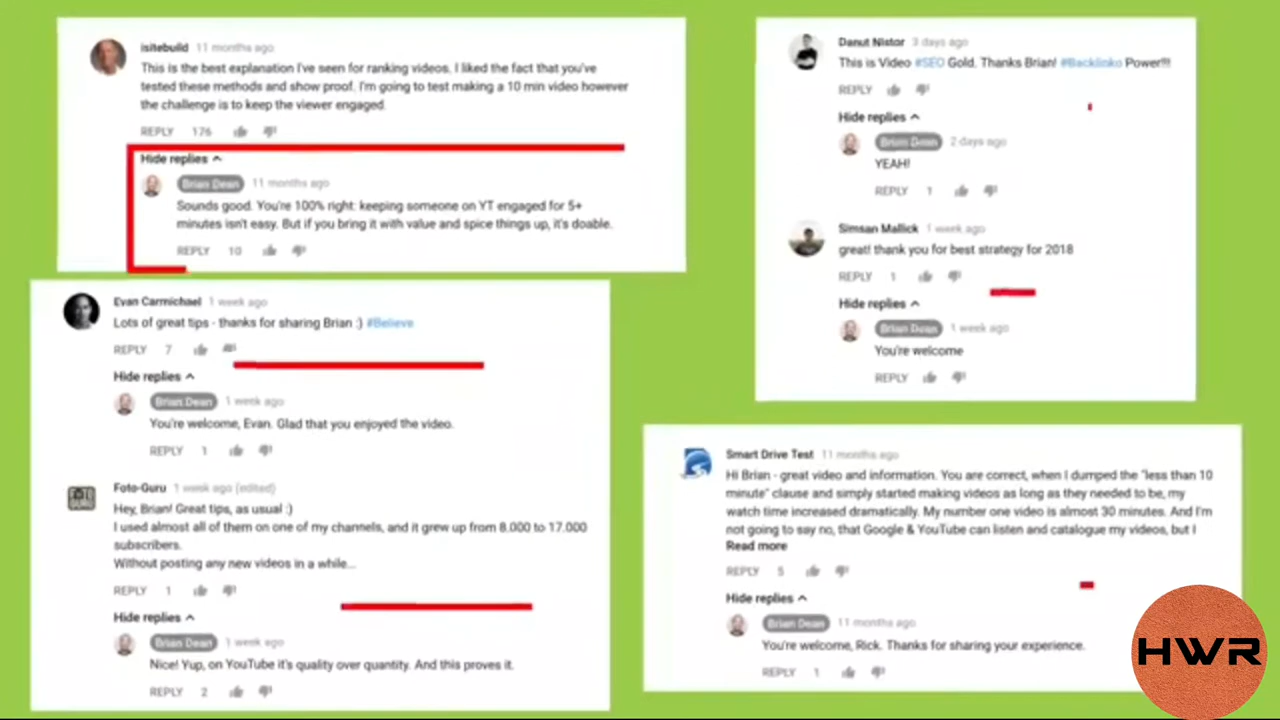 isitebuild 11 months ago
This is the best explanation I've seen for ranking videos. I liked the fact that you've
tested these methods and show proof. I'm going to test making a 10 min video however
the challenge is to keep the viewer engaged.
REPLY 176
Hide replies
Brian Dean 11 months ago
Sounds good. You're 100% right: keeping someone on YT engaged for 5+
minutes isn't easy. But if you bring it with value and spice things up, it's doable.
REPLY 10
Evan Carmichael 1 week ago
Lots of great tips - thanks for sharing Brian :) #Believe
REPLY 7
Hide replies
Brian Dean 1 week ago
You're welcome, Evan. Glad that you enjoyed the video.
REPLY 1
Foto-Guru 1 week ago (edited)
Hey, Brian! Great tips, as usual :)
I used almost all of them on one of my channels, and it grew up from 8.000 to 17.000
subscribers.
Without posting any new videos in a while...
REPLY 1
Hide replies
Brian Dean 1 week ago
Nice! Yup, on YouTube it's quality over quantity. And this proves it.
REPLY 2
Danut Nistor 3 days ago
This is Video #SEO Gold. Thanks Brian! #Backlinko Power!!!
REPLY
Hide replies
Brian Dean 2 days ago
YEAH!
REPLY 1
Simsan Mallick 1 week ago
great! thank you for best strategy for 2018
REPLY 1
Hide replies
Brian Dean 1 week ago
You're welcome
REPLY
Smart Drive Test 11 months ago
Hi Brian - great video and information. You are correct, when I dumped the "less than 10
minute" clause and simply started making videos as long as they needed to be, my
watch time increased dramatically. My number one video is almost 30 minutes. And I'm
not going to say no, that Google & YouTube can listen and catalogue my videos, but I
Read more
REPLY 5
Hide replies
Brian Dean 11 months ago
You're welcome, Rick. Thanks for sharing your experience.
REPLY 1
HWR